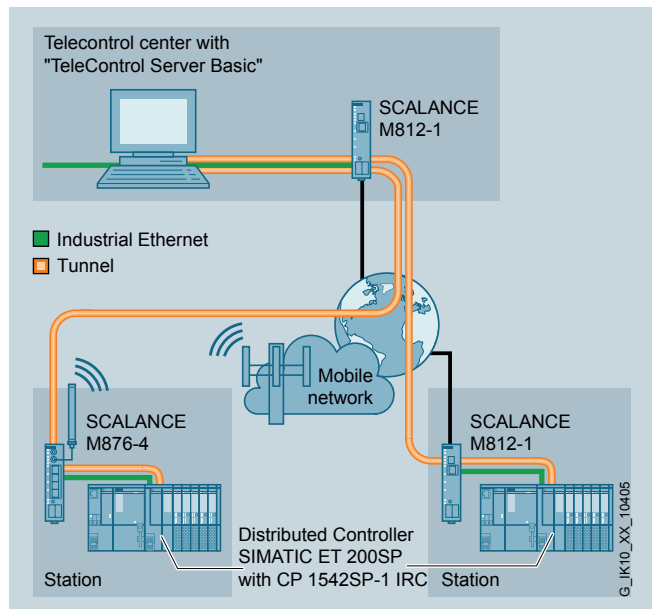 Telecontrol center with
"TeleControl Server Basic"
SCALANCE
M812-1
Industrial Ethernet
Tunnel
Mobile
network
SCALANCE
M876-4
SCALANCE
M812-1
Distributed Controller
SIMATIC ET 200SP
with CP 1542SP-1 IRC
Station
Station
G_IK10_XX_10405